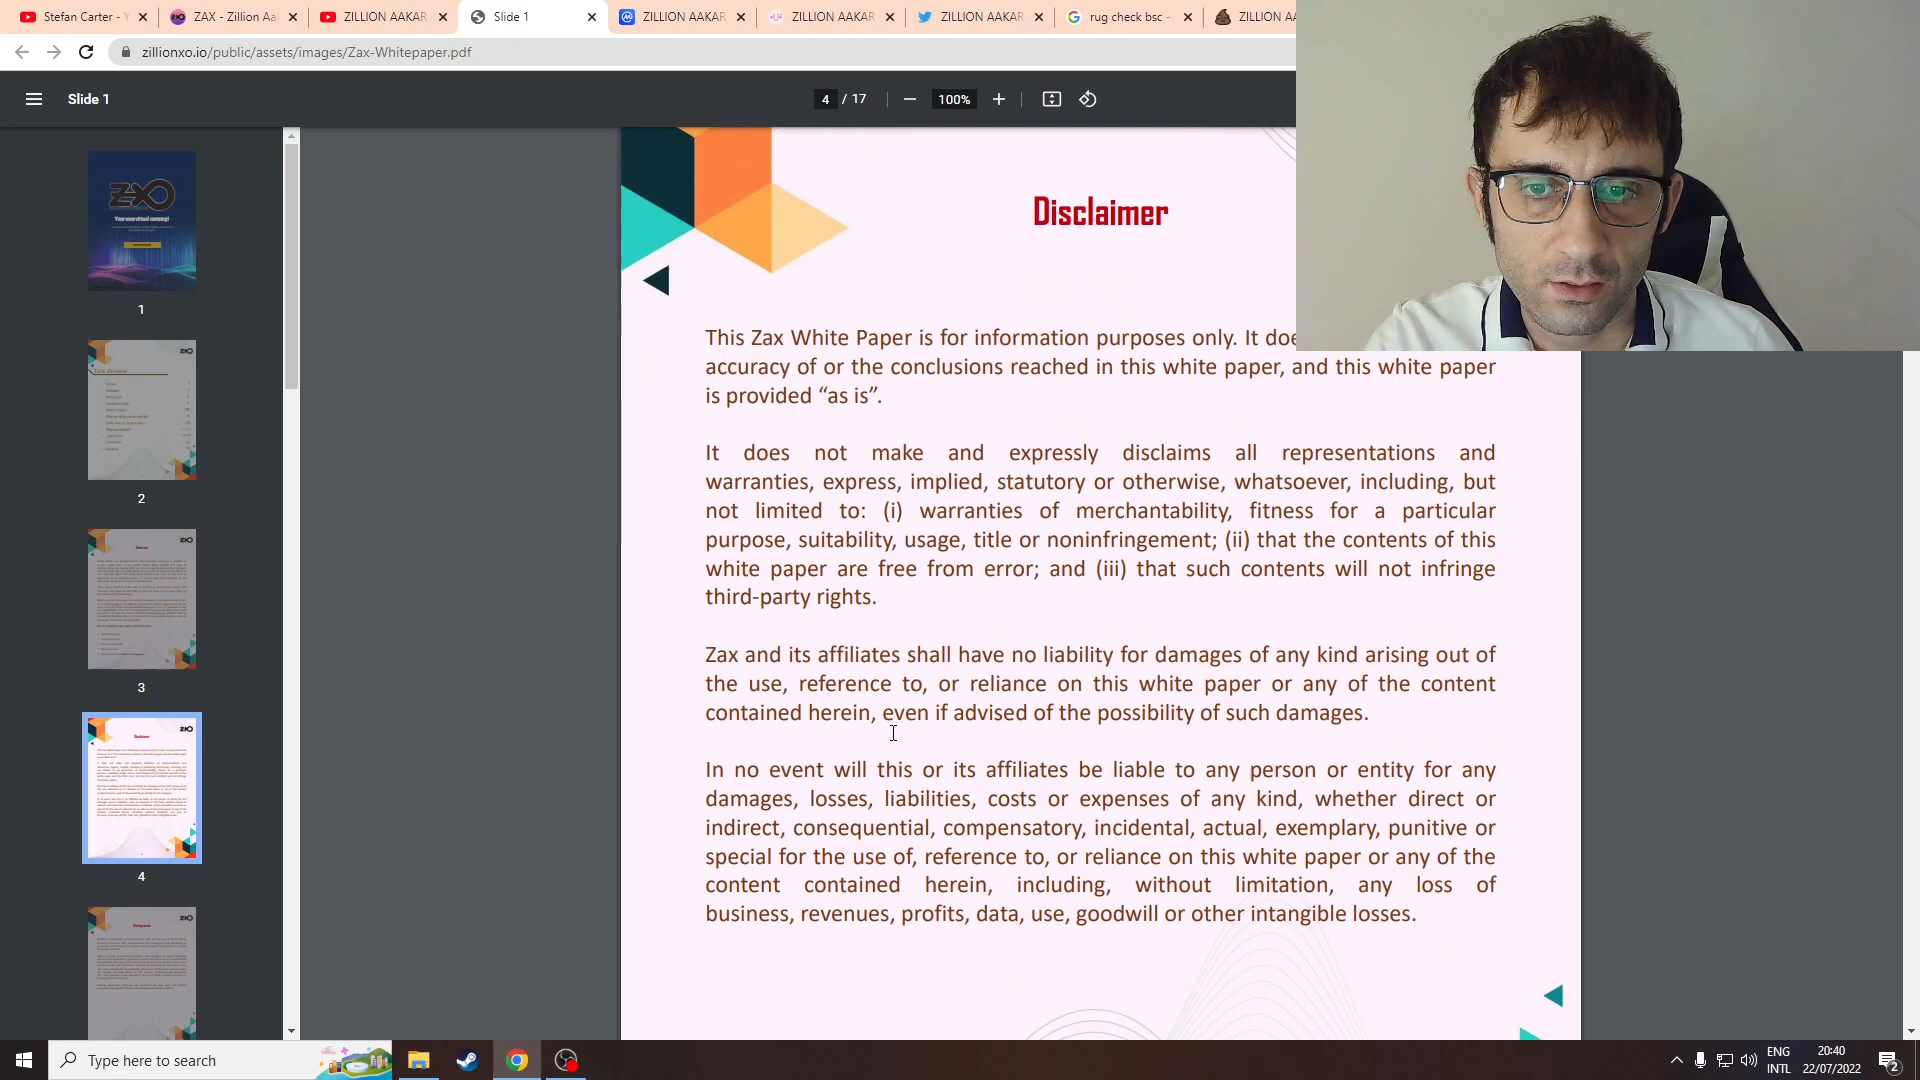 Stefan Carter - Y
ZAX - Zillion Aa
ZILLION AAKAR
Slide 1
ZILLION AAKAR
ZILLION AAKAR
ZILLION AAKAR
rug check bsc -
ZILLION AA
zillionxo.io/public/assets/images/Zax-Whitepaper.pdf
Slide 1
4 / 17
100%
ZXO
Your own virtual company!
1
ZXO
2
ZXO
3
ZXO
Disclaimer
4
ZXO
Background
Disclaimer
This Zax White Paper is for information purposes only. It doe
accuracy of or the conclusions reached in this white paper, and this white paper
is provided “as is”.
It does not make and expressly disclaims all representations and
warranties, express, implied, statutory or otherwise, whatsoever, including, but
not limited to: (i) warranties of merchantability, fitness for a particular
purpose, suitability, usage, title or noninfringement; (ii) that the contents of this
white paper are free from error; and (iii) that such contents will not infringe
third-party rights.
Zax and its affiliates shall have no liability for damages of any kind arising out of
the use, reference to, or reliance on this white paper or any of the content
contained herein, even if advised of the possibility of such damages.
In no event will this or its affiliates be liable to any person or entity for any
damages, losses, liabilities, costs or expenses of any kind, whether direct or
indirect, consequential, compensatory, incidental, actual, exemplary, punitive or
special for the use of, reference to, or reliance on this white paper or any of the
content contained herein, including, without limitation, any loss of
business, revenues, profits, data, use, goodwill or other intangible losses.
Type here to search
ENG
INTL
20:40
22/07/2022
2